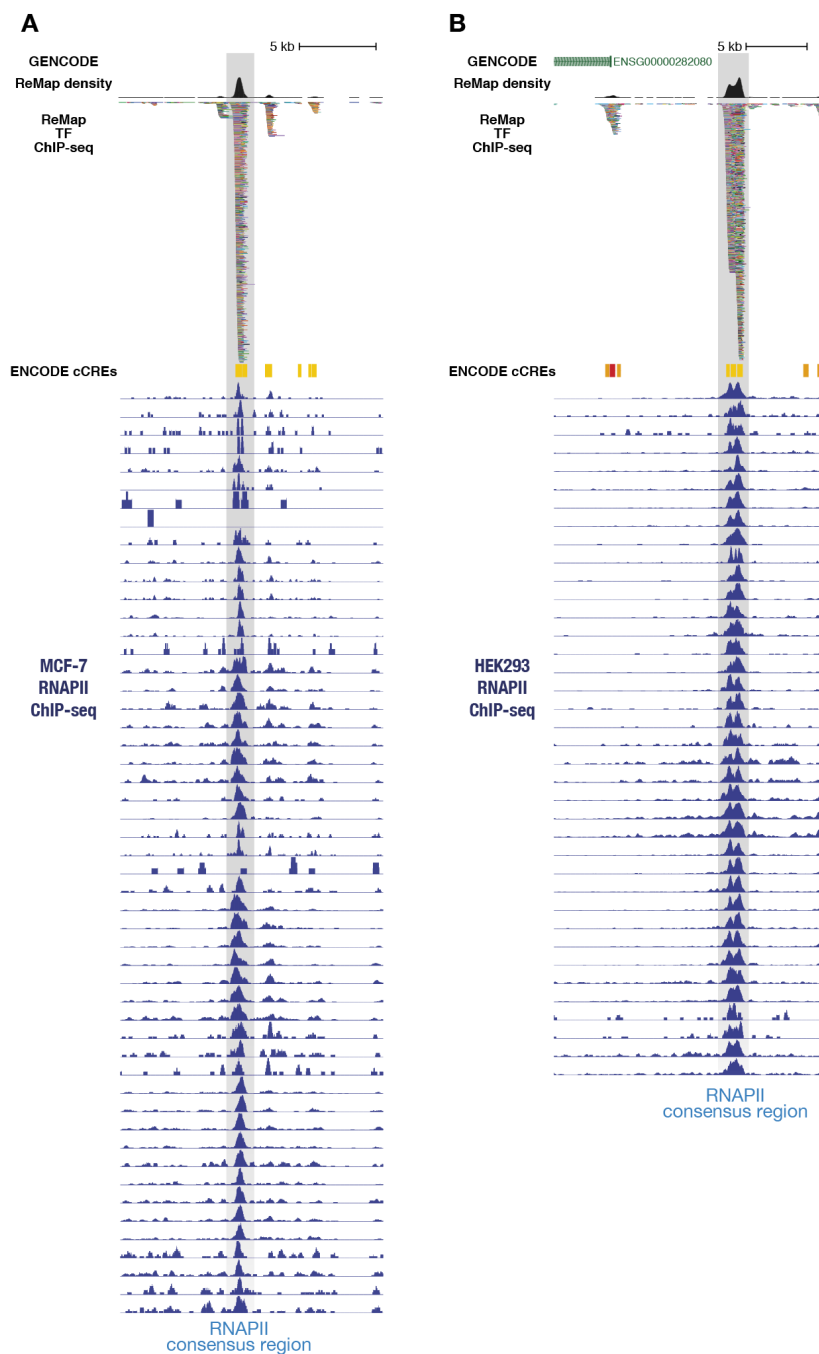 A
5 kb
GENCODE
ReMap density
ReMap
TF
ChIP-seq
ENCODE cCREs
MCF-7
RNAPII
ChIP-seq
RNAPII
consensus region
B
5 kb
GENCODE
ENSG00000282080
ReMap density
ReMap
TF
ChIP-seq
ENCODE cCREs
HEK293
RNAPII
ChIP-seq
RNAPII
consensus region